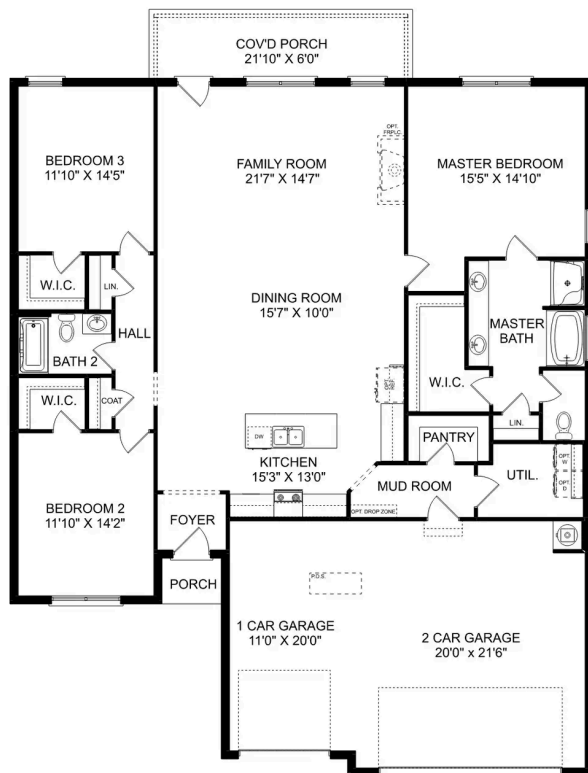 COV'D PORCH
21'10" X 6'0"
BEDROOM 3
11'10" X 14'5"
FAMILY ROOM
21'7" X 14'7"
OPT.
FRPLC.
MASTER BEDROOM
15'5" X 14'10"
W.I.C.
LIN.
HALL
BATH 2
W.I.C.
COAT
DINING ROOM
15'7" X 10'0"
MASTER
BATH
W.I.C.
LIN.
DW
KITCHEN
15'3" X 13'0"
PANTRY
MUD ROOM
OPT. DROP ZONE
UTIL.
OPT
W
OPT
D
BEDROOM 2
11'10" X 14'2"
FOYER
PORCH
P.D.S.
1 CAR GARAGE
11'0" X 20'0"
2 CAR GARAGE
20'0" x 21'6"